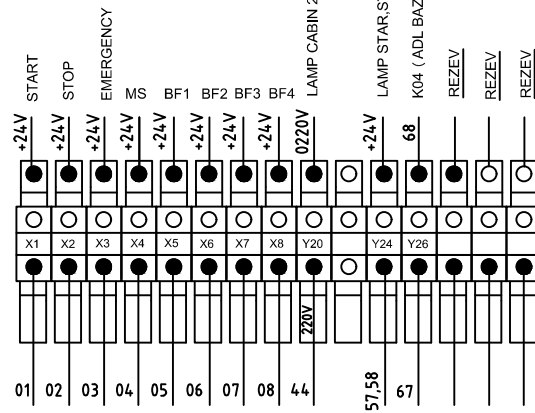 START
STOP
EMERGENCY
MS
BF1
BF2
BF3
BF4
LAMP CABIN 2
LAMP STAR,
K04 ( ADL BAZ
REZEV
REZEV
REZEV
+24V
+24V
+24V
+24V
+24V
+24V
+24V
+24V
0220V
+24V
68
X1 X2 X3 X4 X5 X6 X7 X8 Y20 Y24 Y26
220V
01 02 03 04 05 06 07 08 44
57,58
67